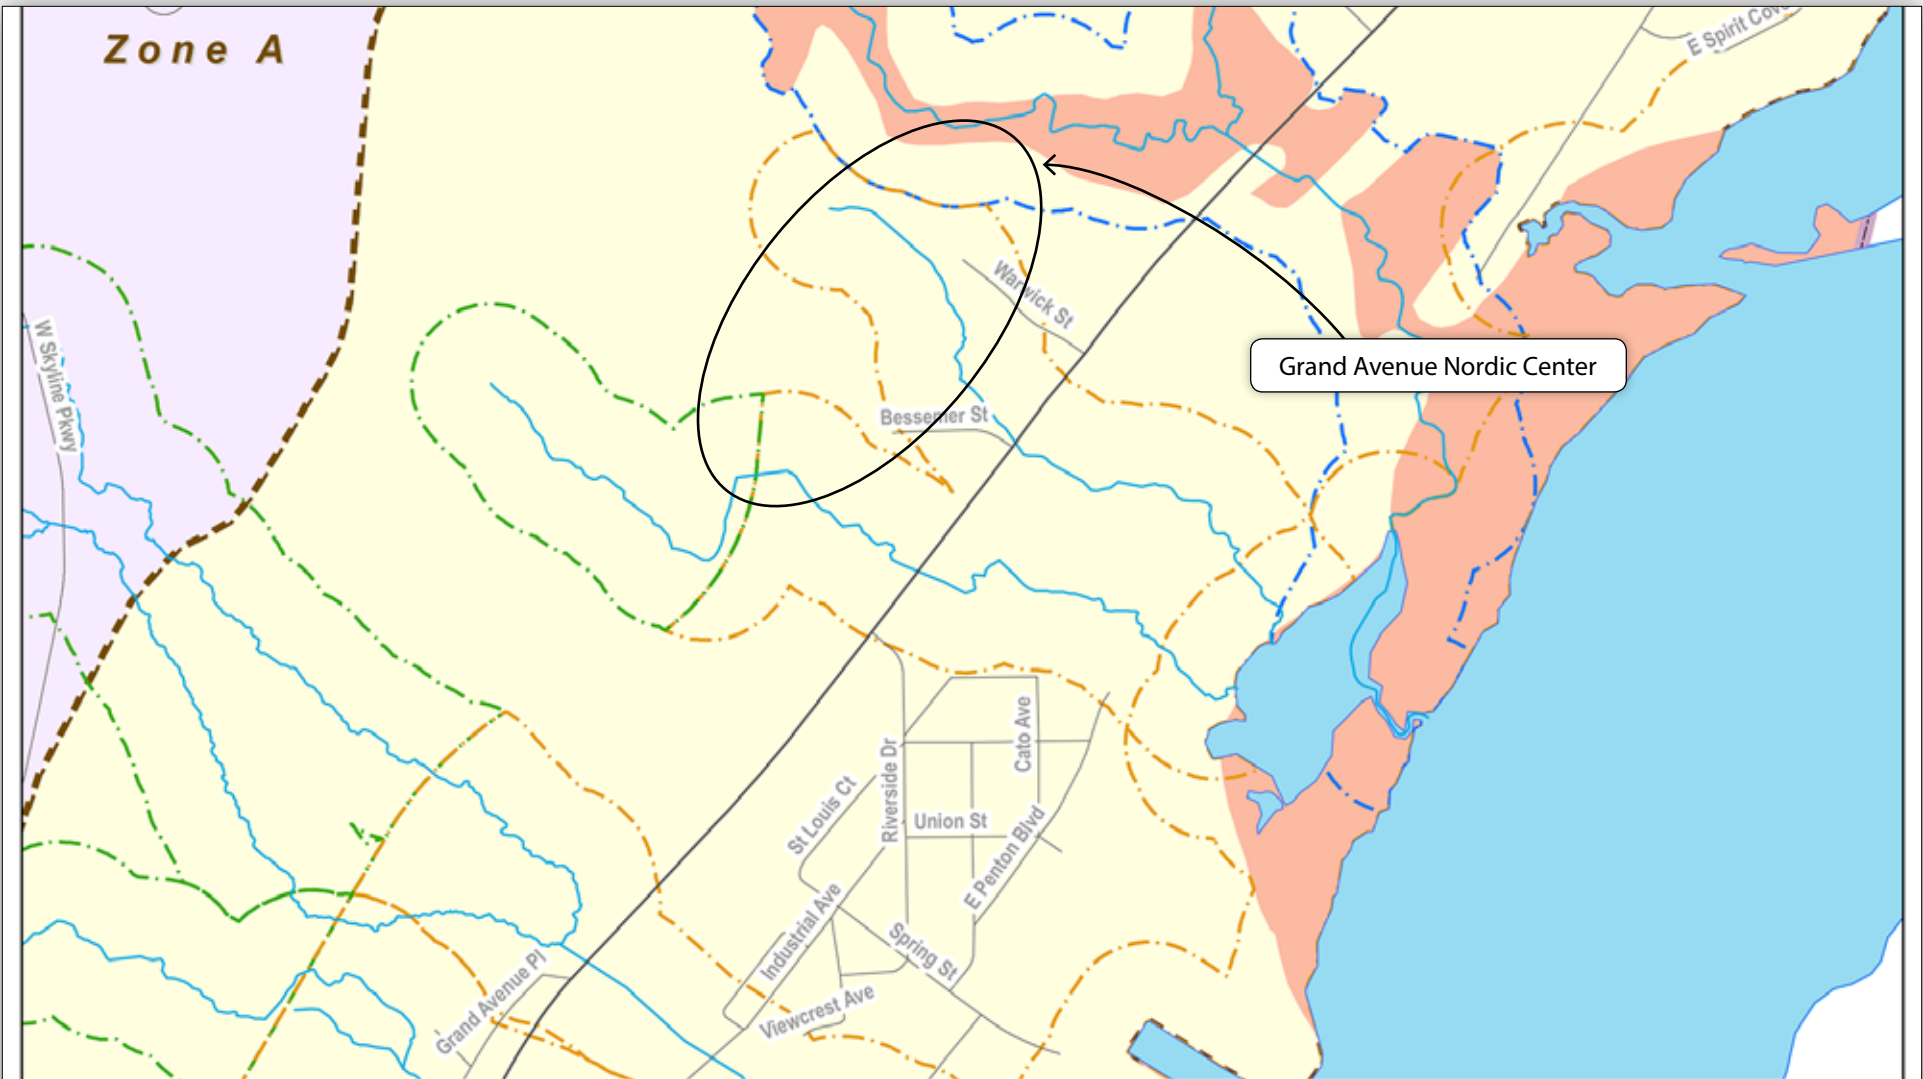 Zone A
E Spirit Cove
W Skyline Pkwy
Warwick St
Grand Avenue Nordic Center
Bessemer St
Cato Ave
Riverside Dr
St Louis Ct
Union St
E Penton Blvd
Industrial Ave
Spring St
Grand Avenue Pl
Viewcrest Ave